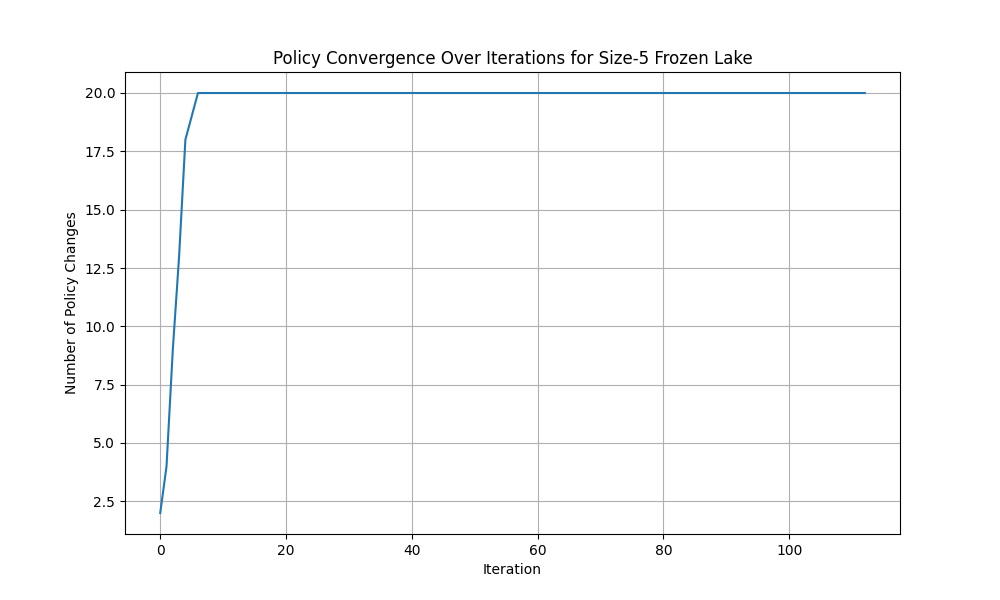 Policy Convergence Over Iterations for Size-5 Frozen Lake
Number of Policy Changes
20.0
17.5
15.0
12.5
10.0
7.5
5.0
2.5
0 20 40 60 80 100
Iteration